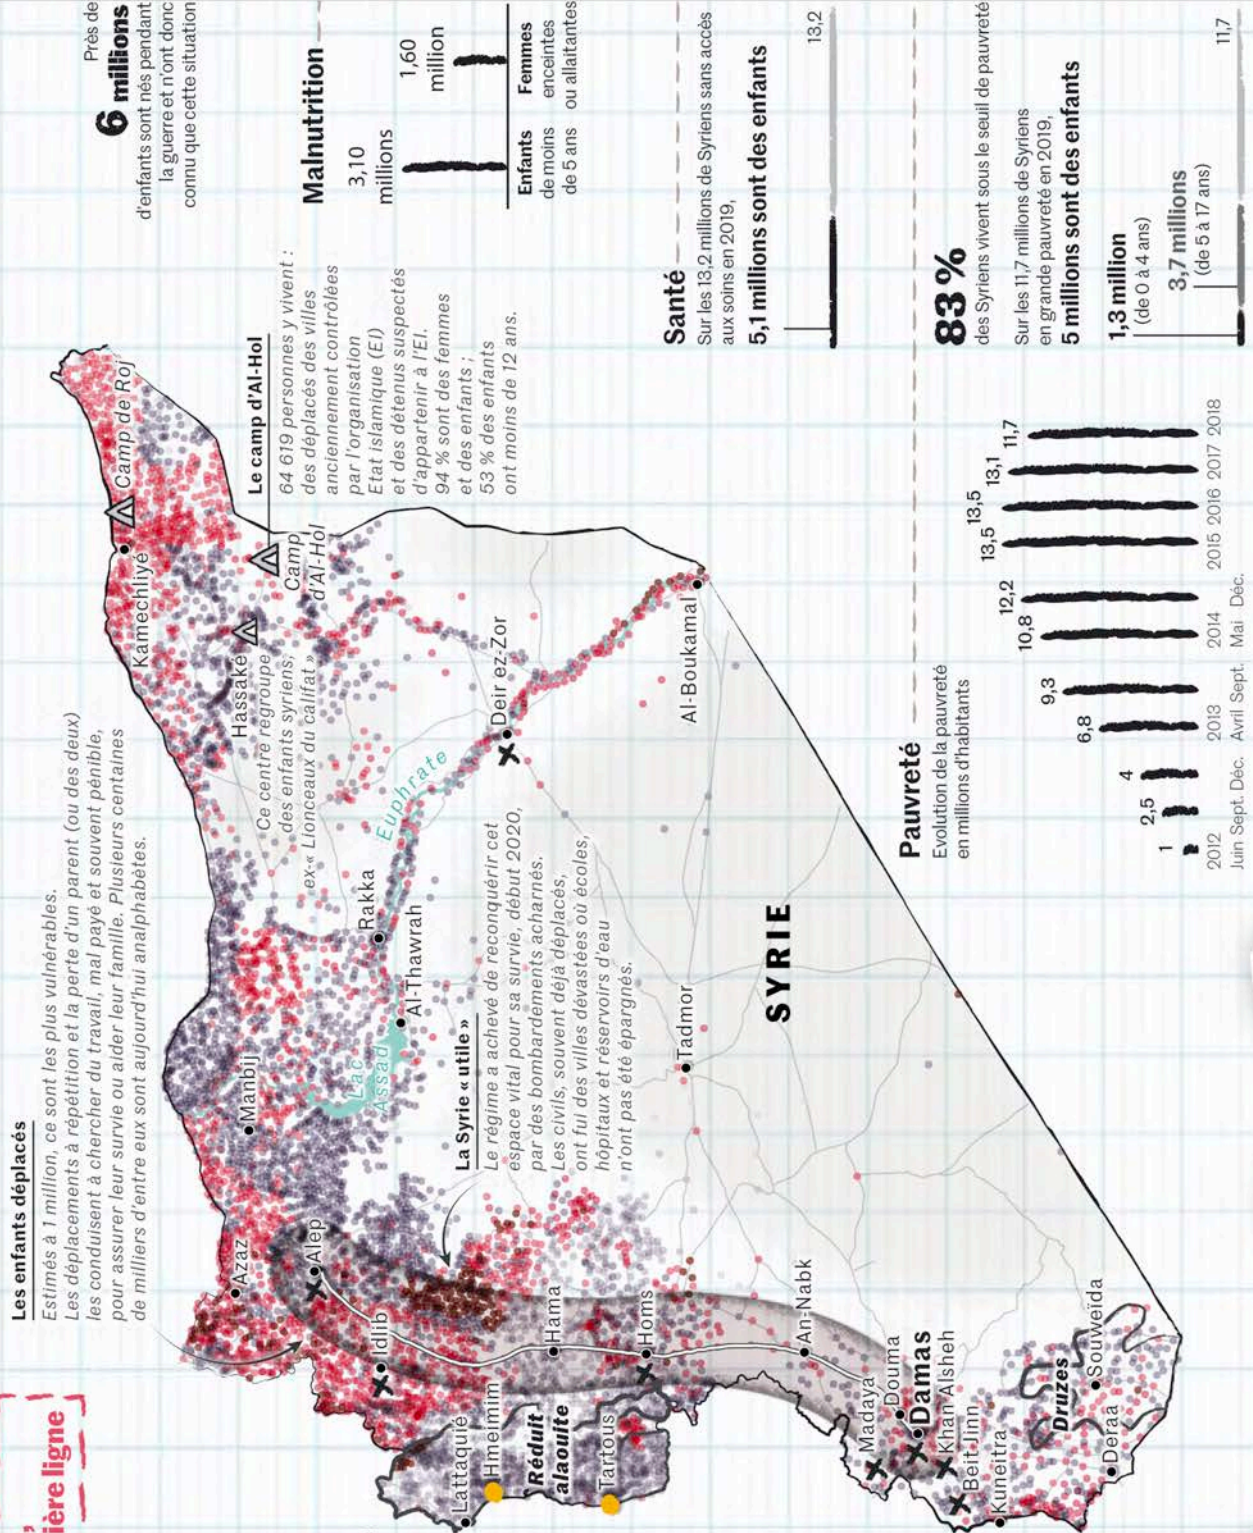 ière ligne
Les enfants déplacés
Estimés à 1 million, ce sont les plus vulnérables.
Les déplacements à répétition et la perte d'un parent (ou des deux)
les conduisent à chercher du travail, mal payé et souvent pénible,
pour assurer leur survie ou aider leur famille. Plusieurs centaines
de milliers d'entre eux sont aujourd'hui analphabètes.
Près de
6 millions
d'enfants sont nés pendant
la guerre et n'ont donc
connu que cette situation
Malnutrition
3,10
millions
1,60
million
Enfants
de moins
de 5 ans
Femmes
enceintes
ou allaitantes
Camp de Roj
Kamechliyé
Hassaké
Ce centre regroupe
des enfants syriens,
ex-« Lionceaux du califat »
Camp
d'Al-Hol
Le camp d'Al-Hol
64 619 personnes y vivent :
des déplacés des villes
anciennement contrôlées
par l'organisation
Etat islamique (EI)
et des détenus suspectés
d'appartenir à l'EI.
94 % sont des femmes
et des enfants ;
53 % des enfants
ont moins de 12 ans.
Azaz
Manbij
Alep
Idlib
Lac
Assad
Rakka
Al-Thawrah
Euphrate
Deir ez-Zor
Al-Boukamal
La Syrie « utile »
Le régime a achevé de reconquérir cet
espace vital pour sa survie, début 2020,
par des bombardements acharnés.
Les civils, souvent déjà déplacés,
ont fui des villes dévastées où écoles,
hôpitaux et réservoirs d'eau
n'ont pas été épargnés.
Lattaquié
Hmeimim
Réduit
alaouite
Tartous
Hama
Homs
Tadmor
SYRIE
An-Nabk
Madaya
Douma
Damas
Khan Alsheh
Beit Jinn
Kuneitra
Druzes
Souweïda
Deraá
Santé
Sur les 13,2 millions de Syriens sans accès
aux soins en 2019,
5,1 millions sont des enfants
13,2
Pauvreté
Evolution de la pauvreté
en millions d'habitants
1
2,5
4
6,8
9,3
10,8
12,2
13,5
13,5
13,1
11,7
2012 2013 2014 2015 2016 2017 2018
Juin Sept. Déc. Avril Sept. Mai Déc.
83 %
des Syriens vivent sous le seuil de pauvreté
Sur les 11,7 millions de Syriens
en grande pauvreté en 2019,
5 millions sont des enfants
1,3 million
(de 0 à 4 ans)
3,7 millions
(de 5 à 17 ans)
11,7